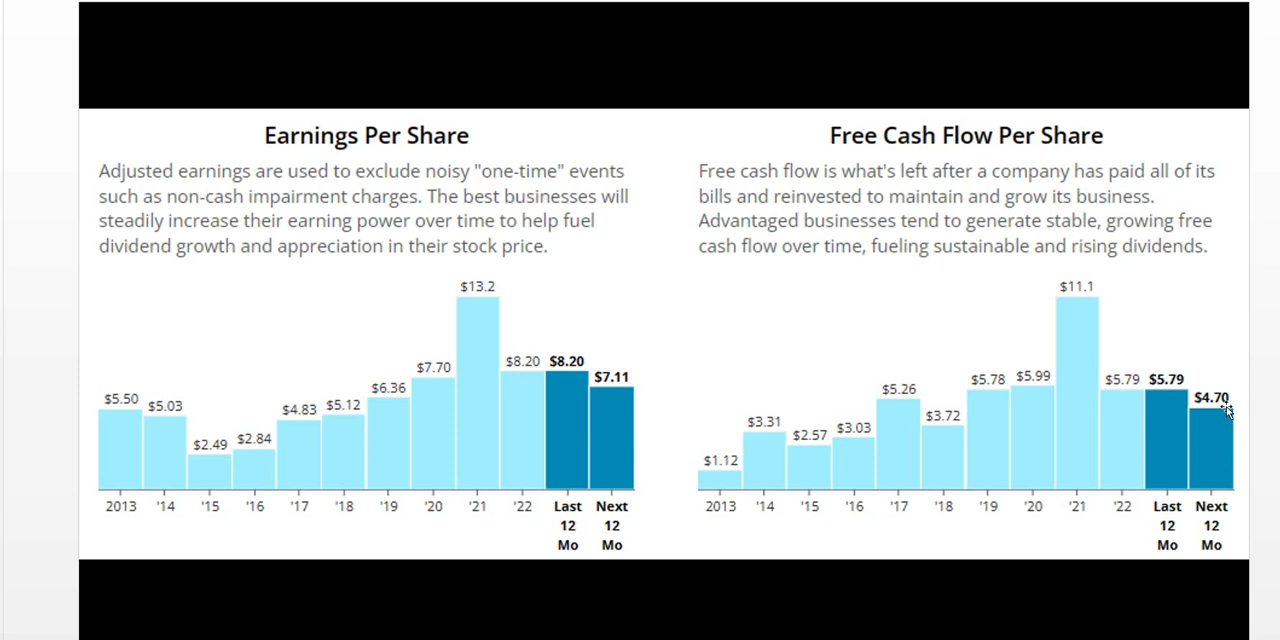 Earnings Per Share
Adjusted earnings are used to exclude noisy "one-time" events
such as non-cash impairment charges. The best businesses will
steadily increase their earning power over time to help fuel
dividend growth and appreciation in their stock price.
$5.50 $5.03 $2.49 $2.84 $4.83 $5.12 $6.36 $7.70 $13.2 $8.20 $8.20 $7.11
2013 '14 '15 '16 '17 '18 '19 '20 '21 '22 Last Next
12 12
Mo Mo
Free Cash Flow Per Share
Free cash flow is what's left after a company has paid all of its
bills and reinvested to maintain and grow its business.
Advantaged businesses tend to generate stable, growing free
cash flow over time, fueling sustainable and rising dividends.
$1.12 $3.31 $2.57 $3.03 $5.26 $3.72 $5.78 $5.99 $11.1 $5.79 $5.79 $4.70
2013 '14 '15 '16 '17 '18 '19 '20 '21 '22 Last Next
12 12
Mo Mo